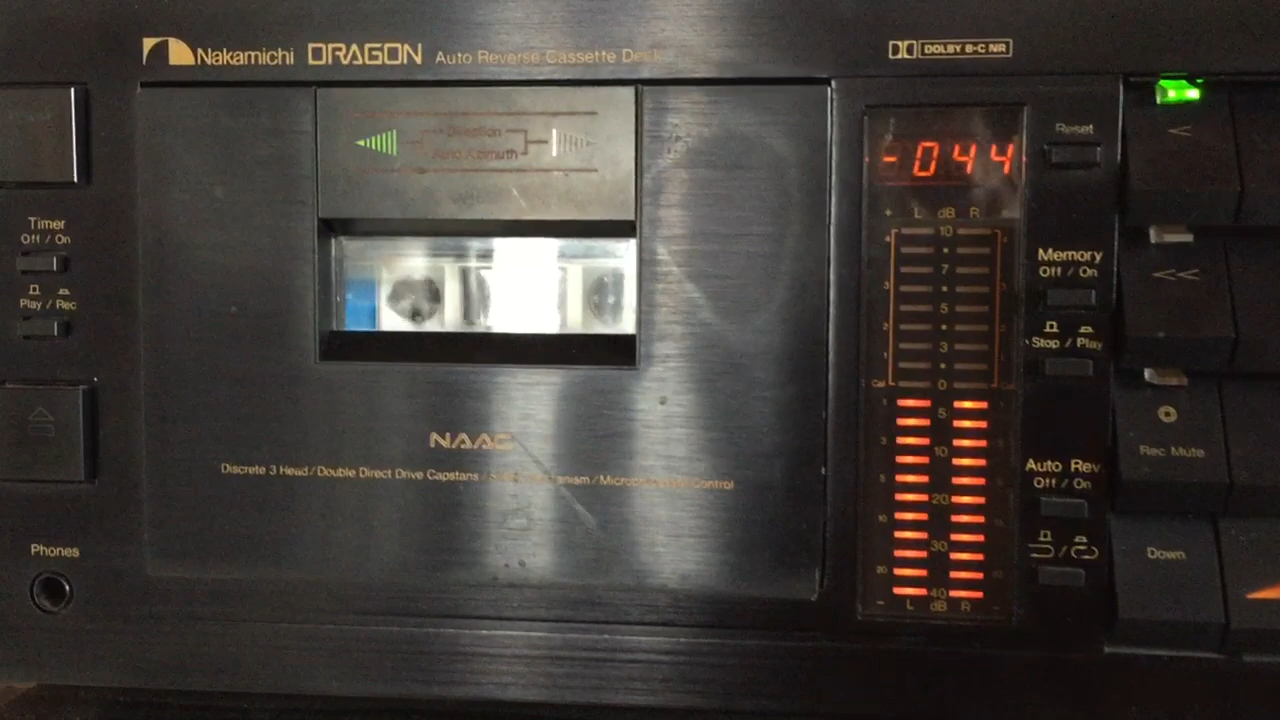 Nakamichi DRAGON Auto Reverse Cassette Deck
DOLBY B-C NR
Direction
Auto Azimuth
-044
Reset
<
Timer
Off / On
Play / Rec
+ L dB R
10
7
5
3
Cal 0
5
10
20
30
40
- L dB R -
Memory
Off / On
Stop / Play
<<
Rec Mute
NAAC
Discrete 3 Head / Double Direct Drive Capstans / Control
Auto Rev.
Off / On
Phones
Down